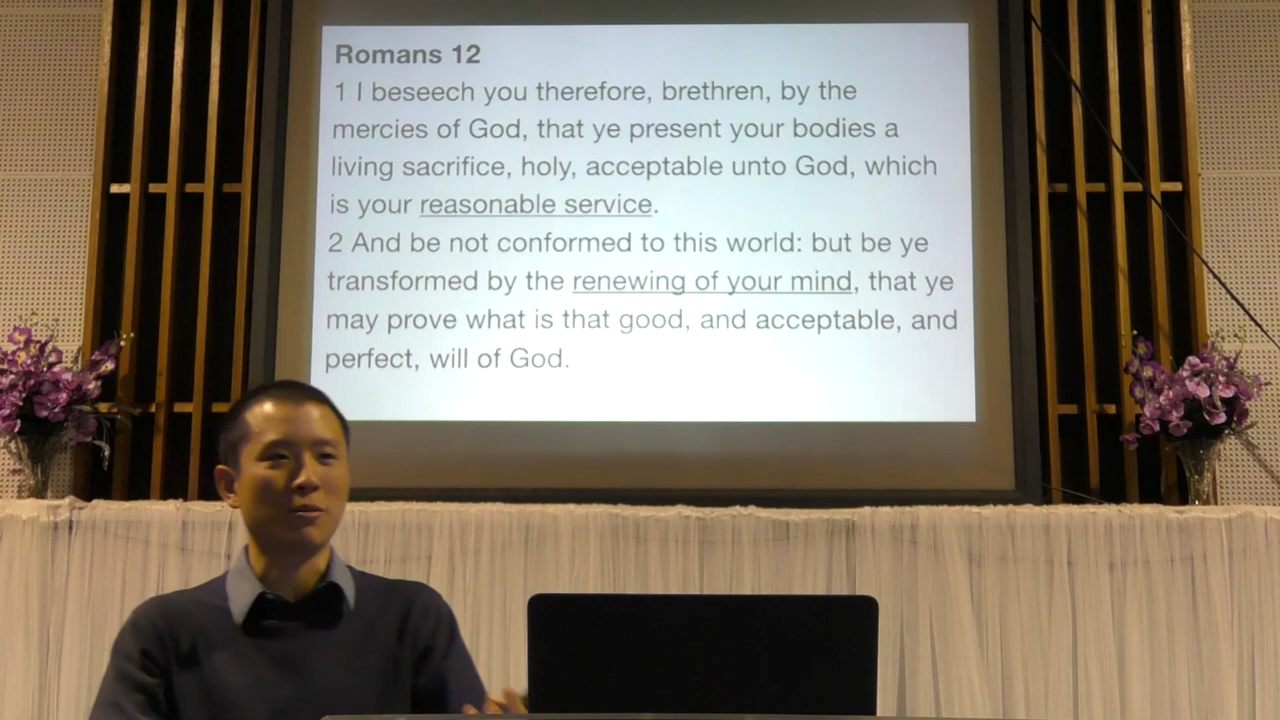 Romans 12
1 I beseech you therefore, brethren, by the
mercies of God, that ye present your bodies a
living sacrifice, holy, acceptable unto God, which
is your reasonable service.
2 And be not conformed to this world: but be ye
transformed by the renewing of your mind, that ye
may prove what is that good, and acceptable, and
perfect, will of God.